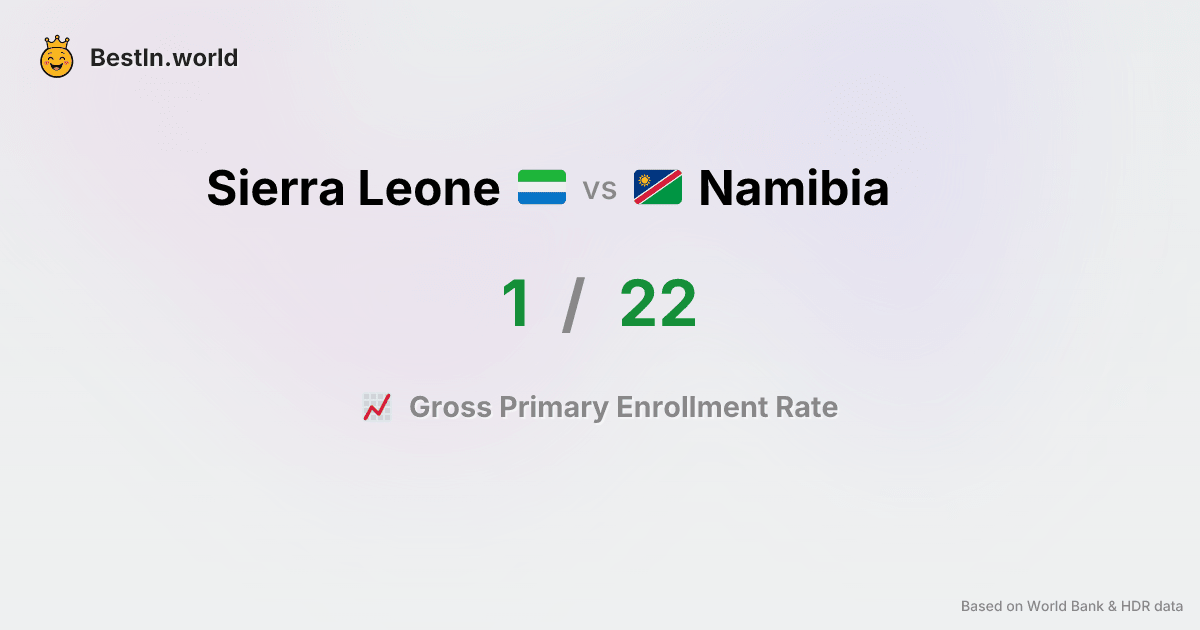 BestIn.world
Sierra Leone vs Namibia
1 / 22
Gross Primary Enrollment Rate
Based on World Bank & HDR data